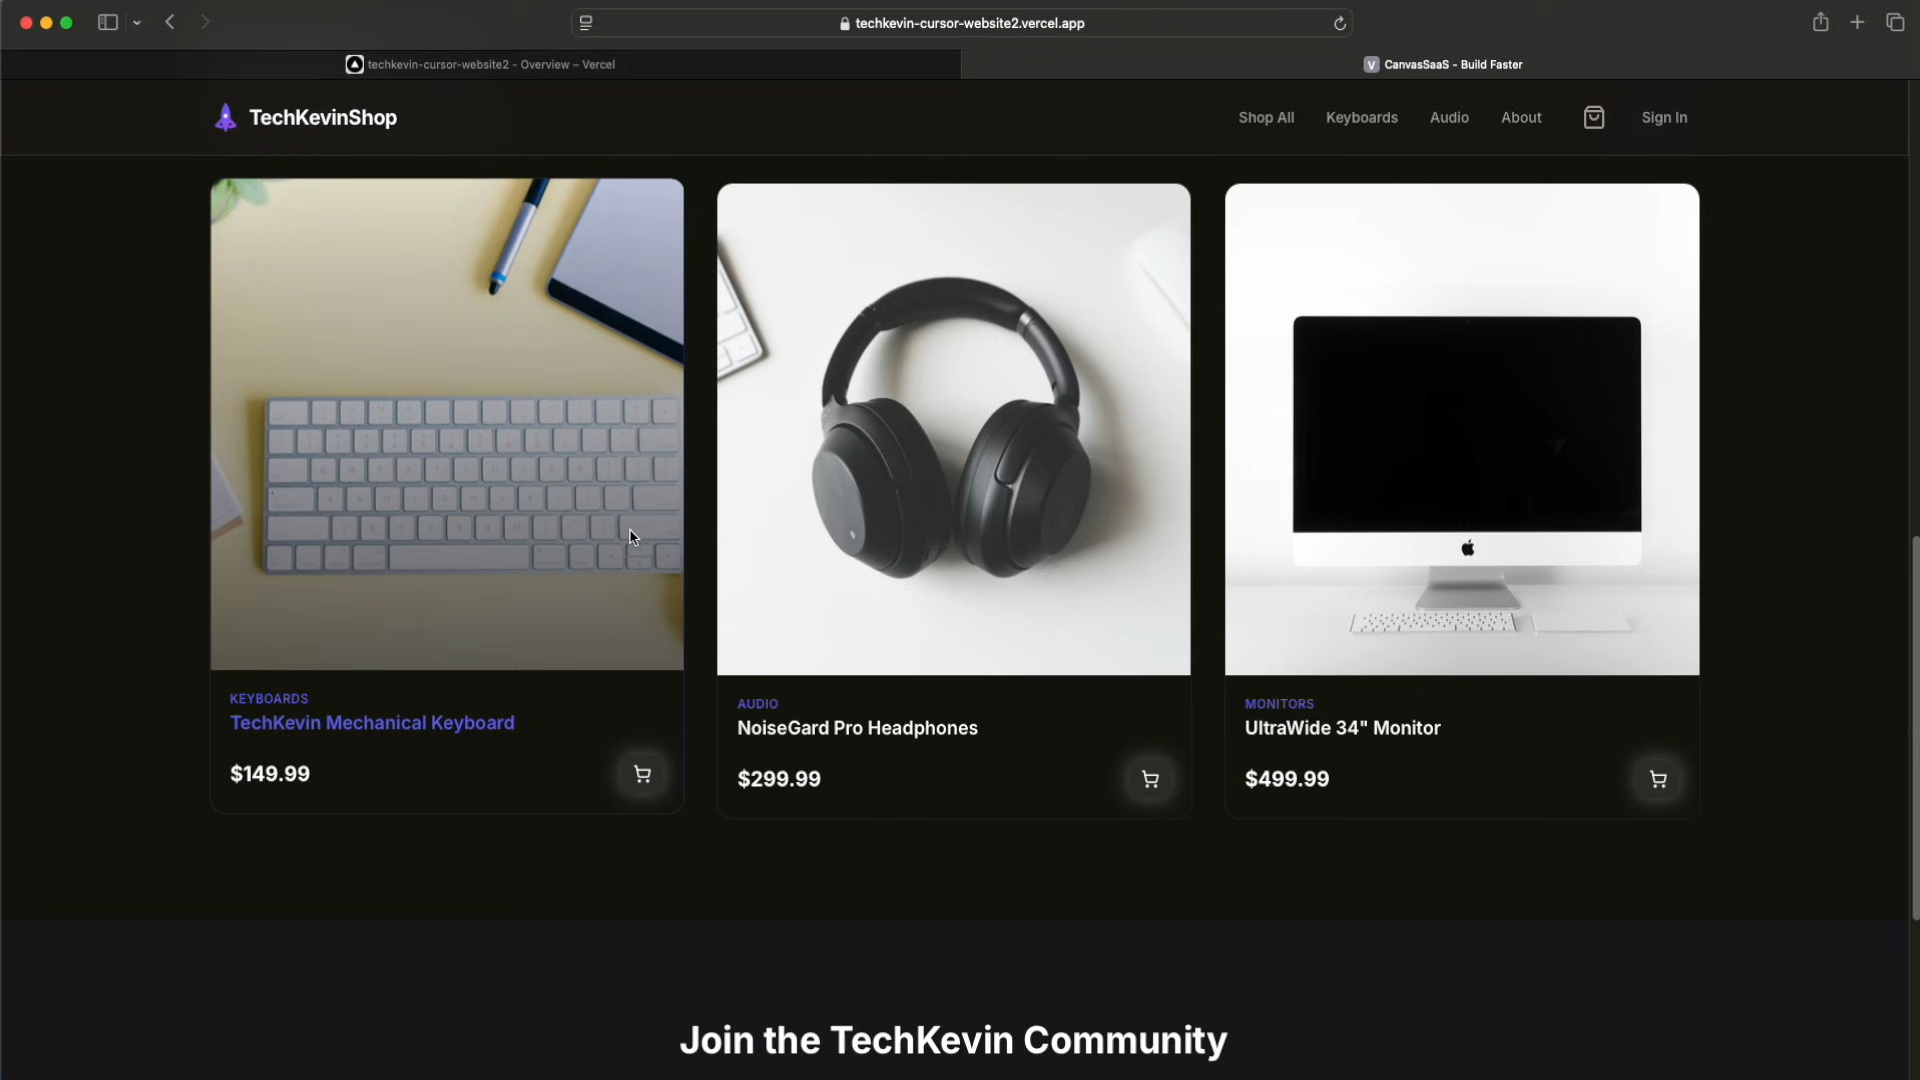 techkevin-cursor-website2.vercel.app
techkevin-cursor-website2 - Overview – Vercel
V CanvasSaaS - Build Faster
TechKevinShop
Shop All
Keyboards
Audio
About
Sign In
KEYBOARDS
TechKevin Mechanical Keyboard
$149.99
AUDIO
NoiseGard Pro Headphones
$299.99
MONITORS
UltraWide 34" Monitor
$499.99
Join the TechKevin Community